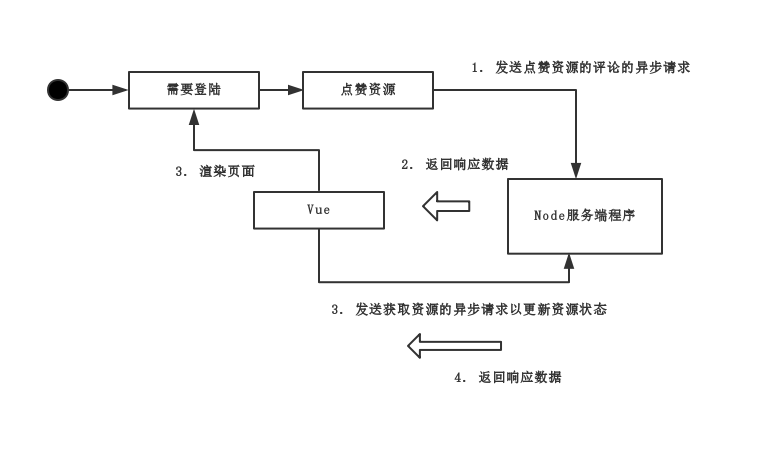 1. 发送点赞资源的评论的异步请求
需要登陆
点赞资源
2. 返回响应数据
3. 渲染页面
Vue
Node服务端程序
3. 发送获取资源的异步请求以更新资源状态
4. 返回响应数据